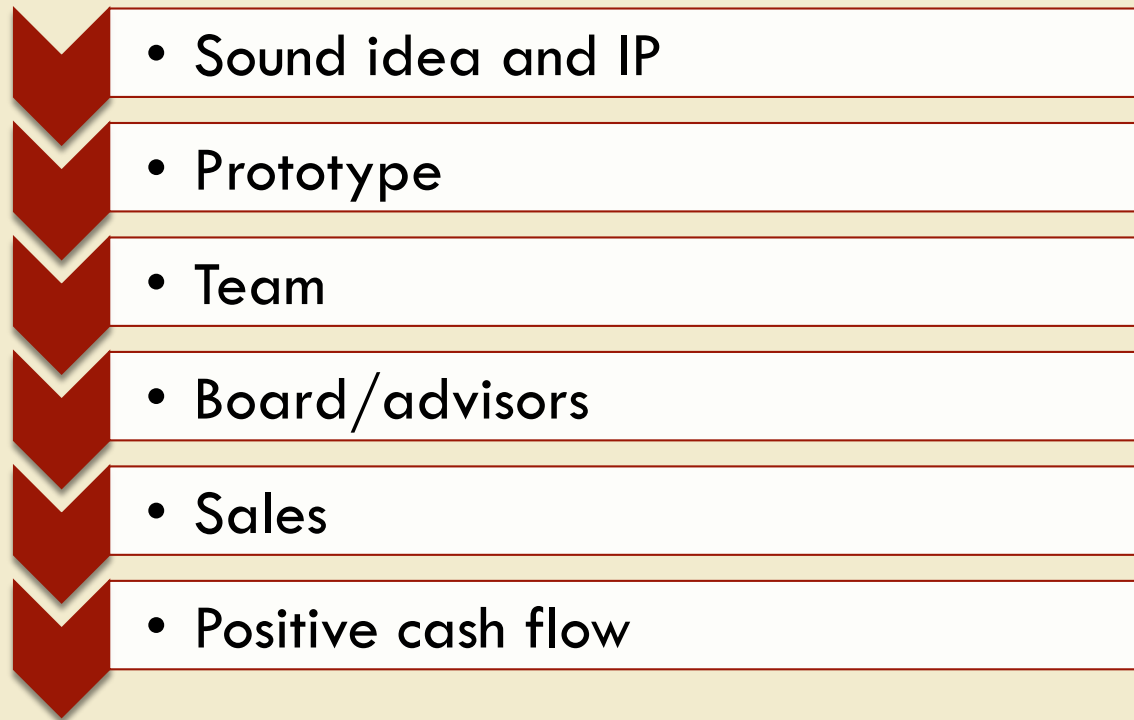 • Sound idea and IP
• Prototype
• Team
• Board/advisors
• Sales
• Positive cash flow